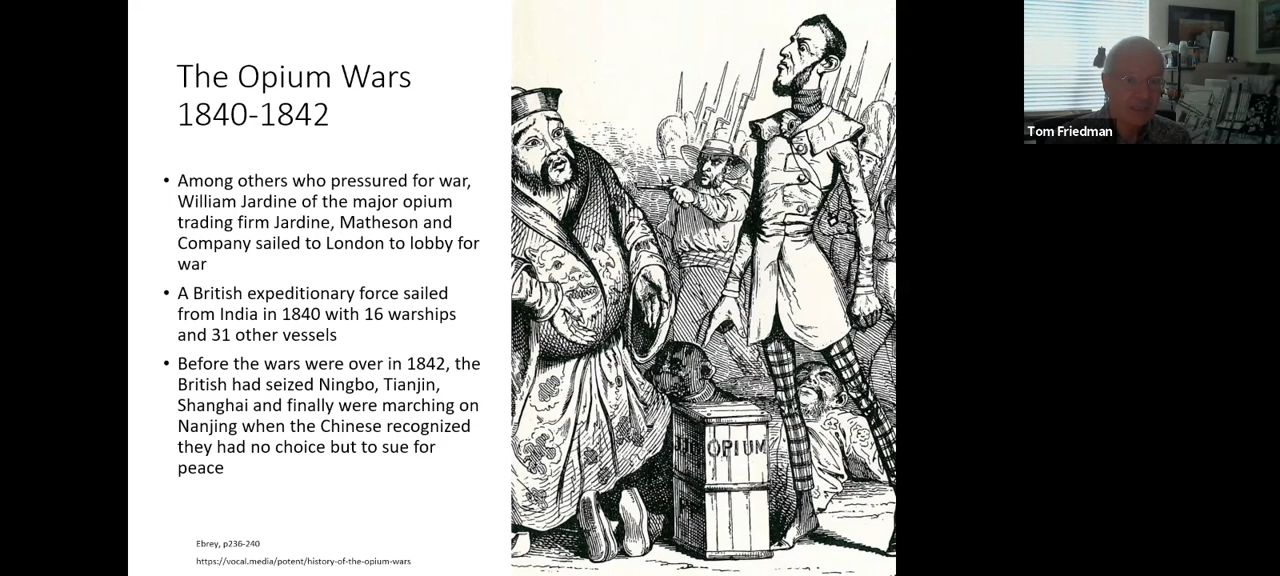 The Opium Wars
1840-1842
• Among others who pressured for war,
William Jardine of the major opium
trading firm Jardine, Matheson and
Company sailed to London to lobby for
war
• A British expeditionary force sailed
from India in 1840 with 16 warships
and 31 other vessels
• Before the wars were over in 1842, the
British had seized Ningbo, Tianjin,
Shanghai and finally were marching on
Nanjing when the Chinese recognized
they had no choice but to sue for
peace
Ebrey, p236-240
https://vocal.media/potent/history-of-the-opium-wars
OPIUM
Tom Friedman